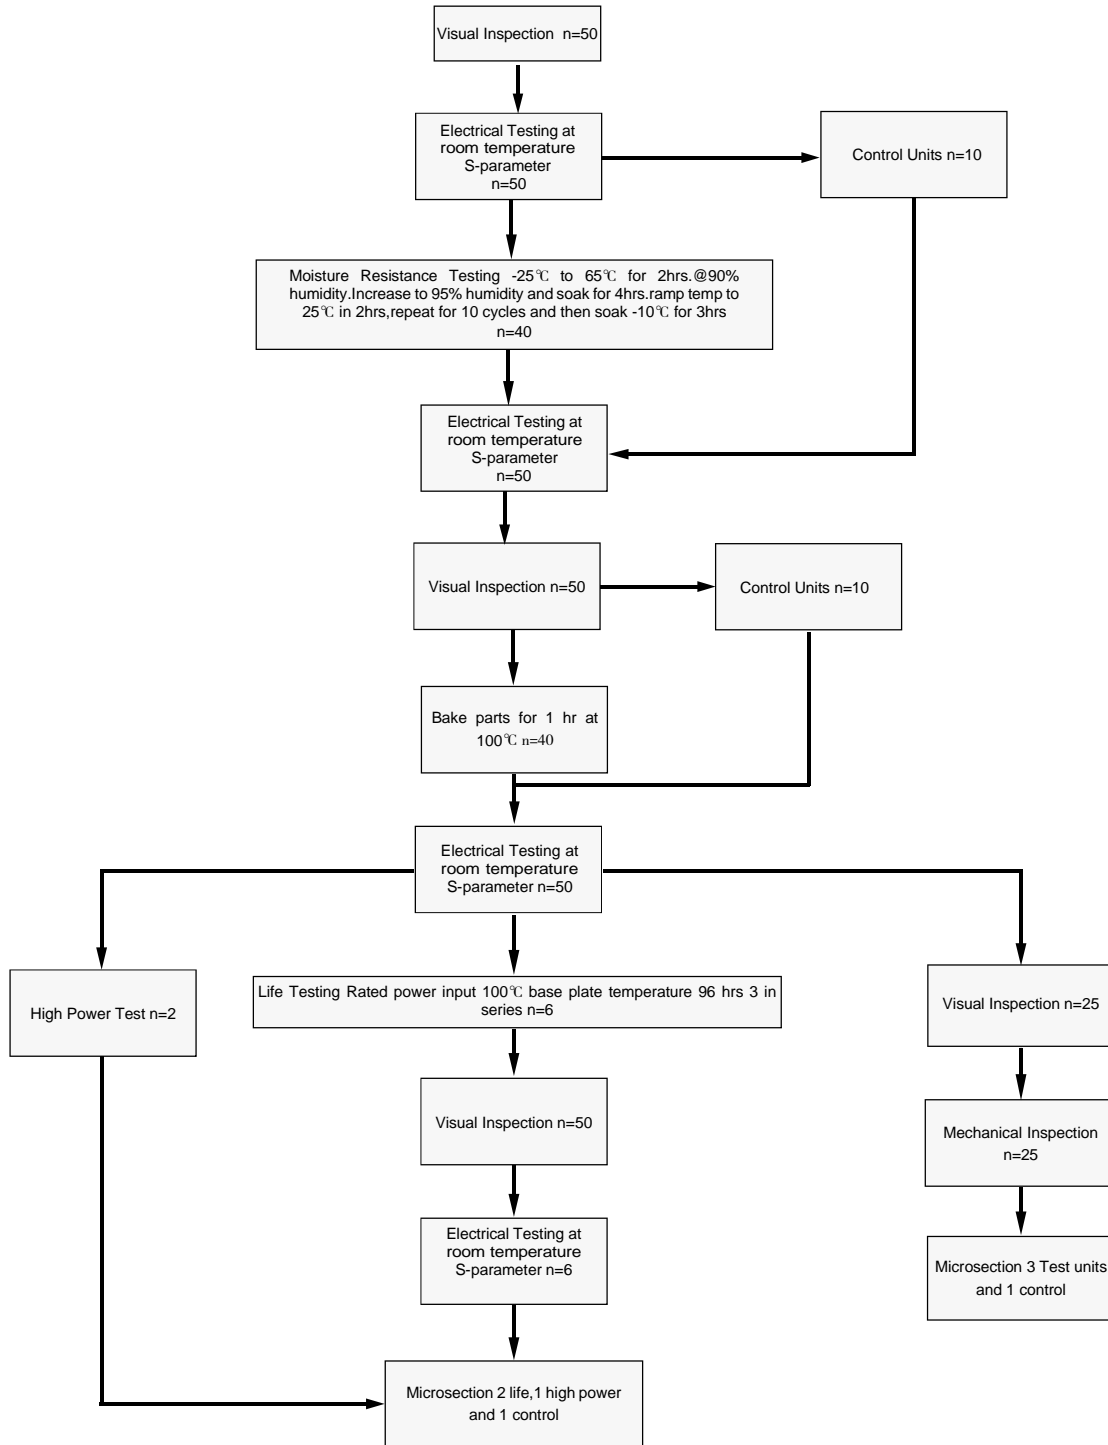 Visual Inspection n=50
Electrical Testing at
room temperature
S-parameter
n=50
Control Units n=10
Moisture Resistance Testing -25℃ to 65℃ for 2hrs.@90%
humidity.Increase to 95% humidity and soak for 4hrs.ramp temp to
25℃ in 2hrs,repeat for 10 cycles and then soak -10℃ for 3hrs
n=40
Electrical Testing at
room temperature
S-parameter
n=50
Visual Inspection n=50
Control Units n=10
Bake parts for 1 hr at
100℃ n=40
Electrical Testing at
room temperature
S-parameter n=50
High Power Test n=2
Life Testing Rated power input 100℃ base plate temperature 96 hrs 3 in
series n=6
Visual Inspection n=25
Visual Inspection n=50
Mechanical Inspection
n=25
Electrical Testing at
room temperature
S-parameter n=6
Microsection 3 Test units
and 1 control
Microsection 2 life,1 high power
and 1 control